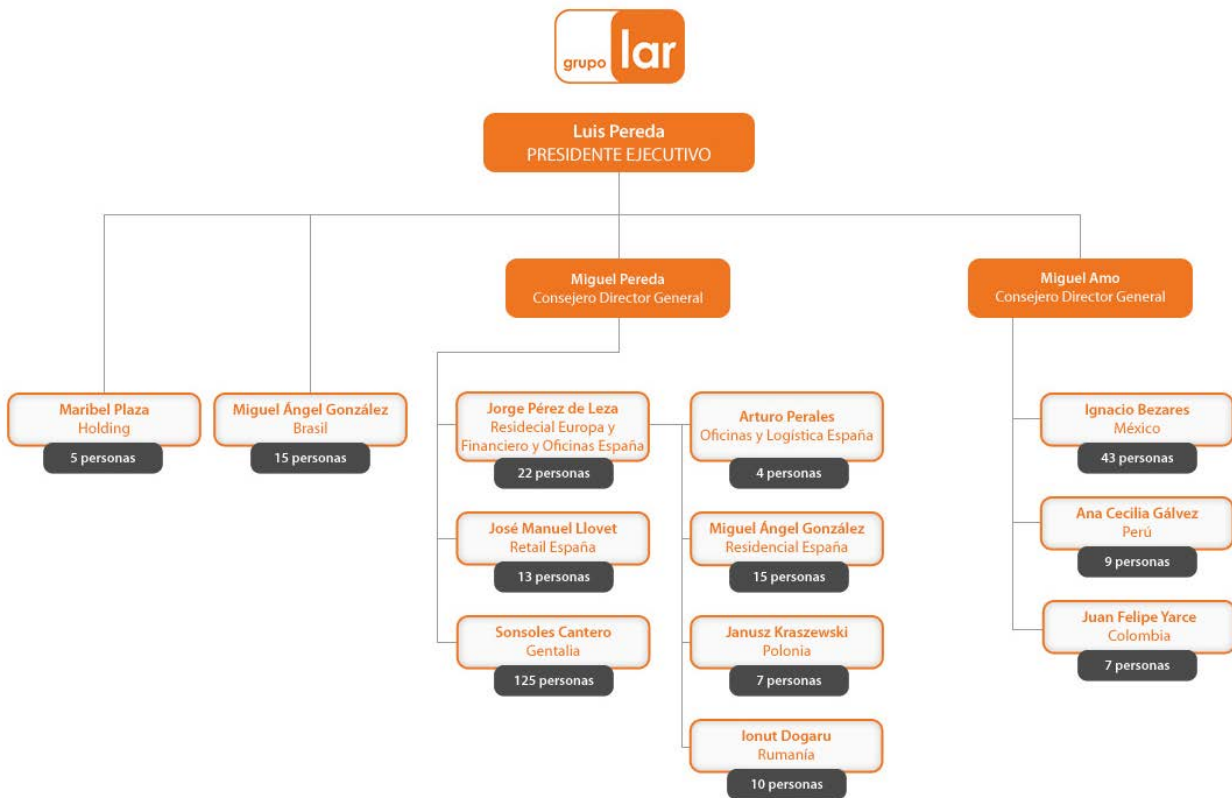 grupo lar
Luis Pereda
PRESIDENTE EJECUTIVO
Miguel Pereda
Consejero Director General
Miguel Amo
Consejero Director General
Maribel Plaza
Holding
5 personas
Miguel Ángel González
Brasil
15 personas
Jorge Pérez de Leza
Residecial Europa y
Financiero y Oficinas España
22 personas
José Manuel Llovet
Retail España
13 personas
Sonsoles Cantero
Gentalia
125 personas
Arturo Perales
Oficinas y Logística España
4 personas
Miguel Ángel González
Residencial España
15 personas
Janusz Kraszewski
Polonia
7 personas
Ionut Dogaru
Rumanía
10 personas
Ignacio Bezares
México
43 personas
Ana Cecilia Gálvez
Perú
9 personas
Juan Felipe Yarce
Colombia
7 personas